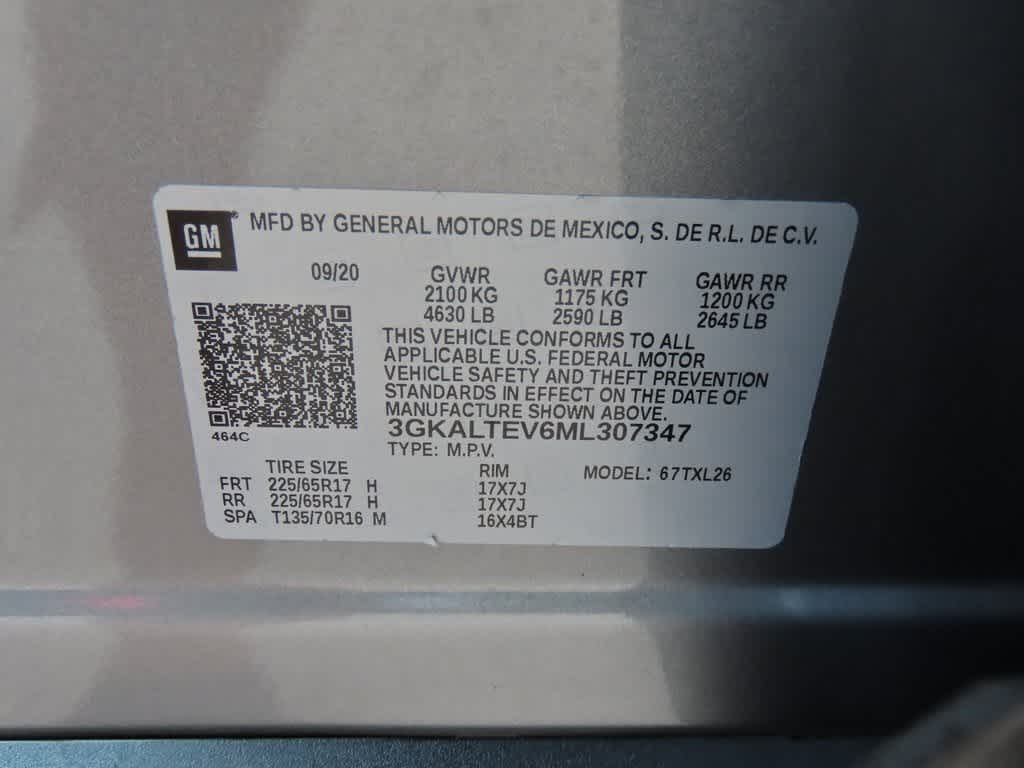 GM
MFD BY GENERAL MOTORS DE MEXICO, S. DE R.L. DE C.V.
09/20 GVWR GAWR FRT GAWR RR
2100 KG 1175 KG 1200 KG
4630 LB 2590 LB 2645 LB
THIS VEHICLE CONFORMS TO ALL
APPLICABLE U.S. FEDERAL MOTOR
VEHICLE SAFETY AND THEFT PREVENTION
STANDARDS IN EFFECT ON THE DATE OF
MANUFACTURE SHOWN ABOVE.
3GKALTEV6ML307347
464C
TYPE: M.P.V.
MODEL: 67TXL26
TIRE SIZE RIM
FRT 225/65R17 H 17X7J
RR 225/65R17 H 17X7J
SPA T135/70R16 M 16X4BT